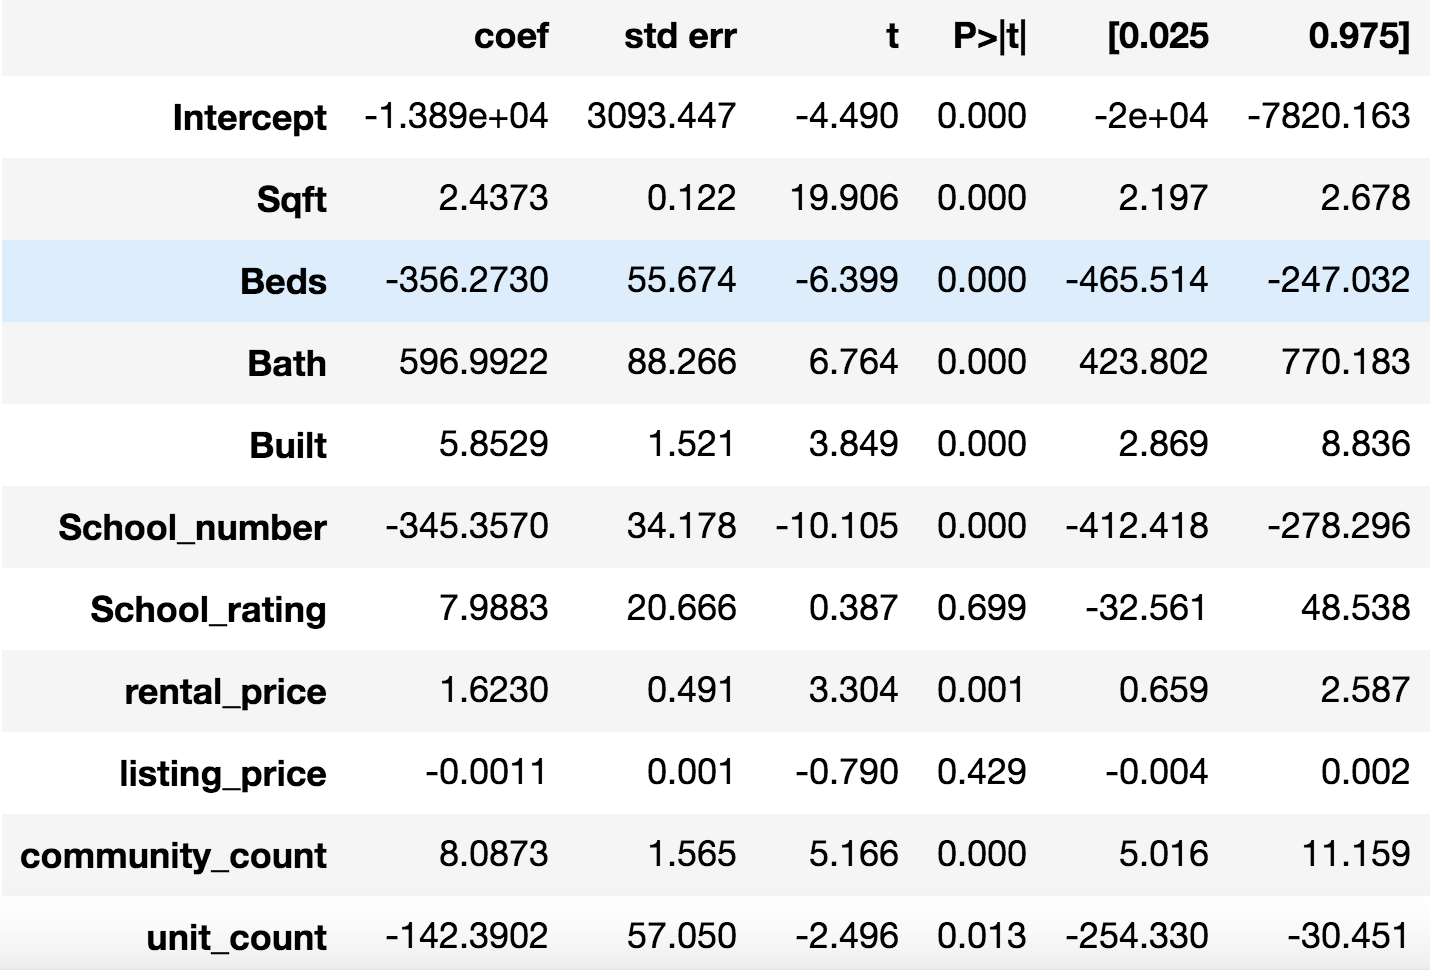 coef std err t P>|t| [0.025 0.975]
Intercept -1.389e+04 3093.447 -4.490 0.000 -2e+04 -7820.163
Sqft 2.4373 0.122 19.906 0.000 2.197 2.678
Beds -356.2730 55.674 -6.399 0.000 -465.514 -247.032
Bath 596.9922 88.266 6.764 0.000 423.802 770.183
Built 5.8529 1.521 3.849 0.000 2.869 8.836
School_number -345.3570 34.178 -10.105 0.000 -412.418 -278.296
School_rating 7.9883 20.666 0.387 0.699 -32.561 48.538
rental_price 1.6230 0.491 3.304 0.001 0.659 2.587
listing_price -0.0011 0.001 -0.790 0.429 -0.004 0.002
community_count 8.0873 1.565 5.166 0.000 5.016 11.159
unit_count -142.3902 57.050 -2.496 0.013 -254.330 -30.451